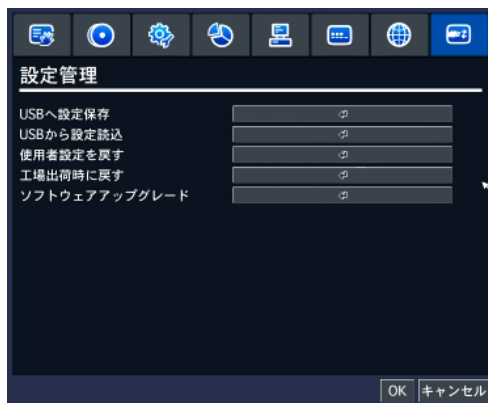 設定管理
USBへ設定保存
USBから設定読込
使用者設定を戻す
工場出荷時に戻す
ソフトウェアアップグレード
OK キャンセル